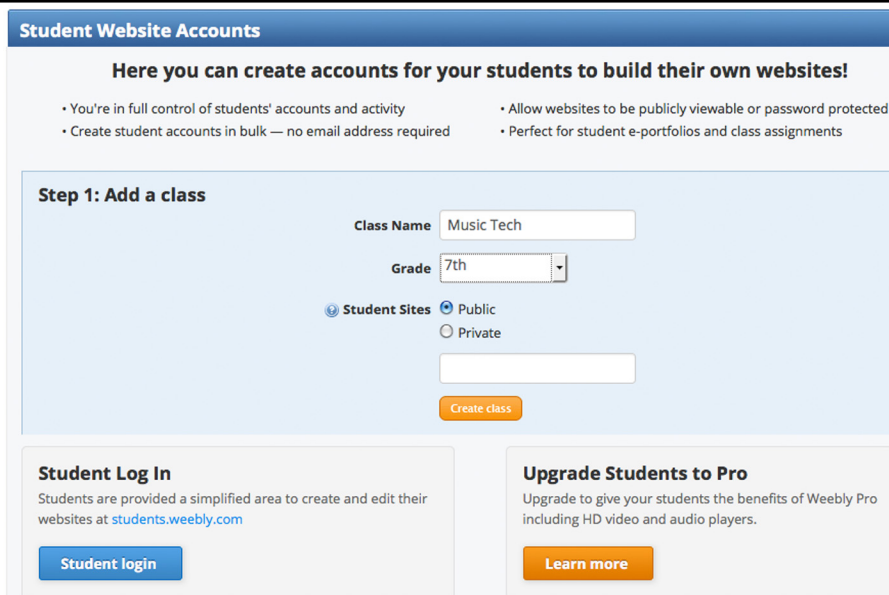 Student Website Accounts
Here you can create accounts for your students to build their own websites!
• You're in full control of students' accounts and activity
• Create student accounts in bulk — no email address required
• Allow websites to be publicly viewable or password protected
• Perfect for student e-portfolios and class assignments
Step 1: Add a class
Class Name Music Tech
Grade 7th
? Student Sites Public
Private
Create class
Student Log In
Students are provided a simplified area to create and edit their
websites at students.weebly.com
Student login
Upgrade Students to Pro
Upgrade to give your students the benefits of Weebly Pro
including HD video and audio players.
Learn more